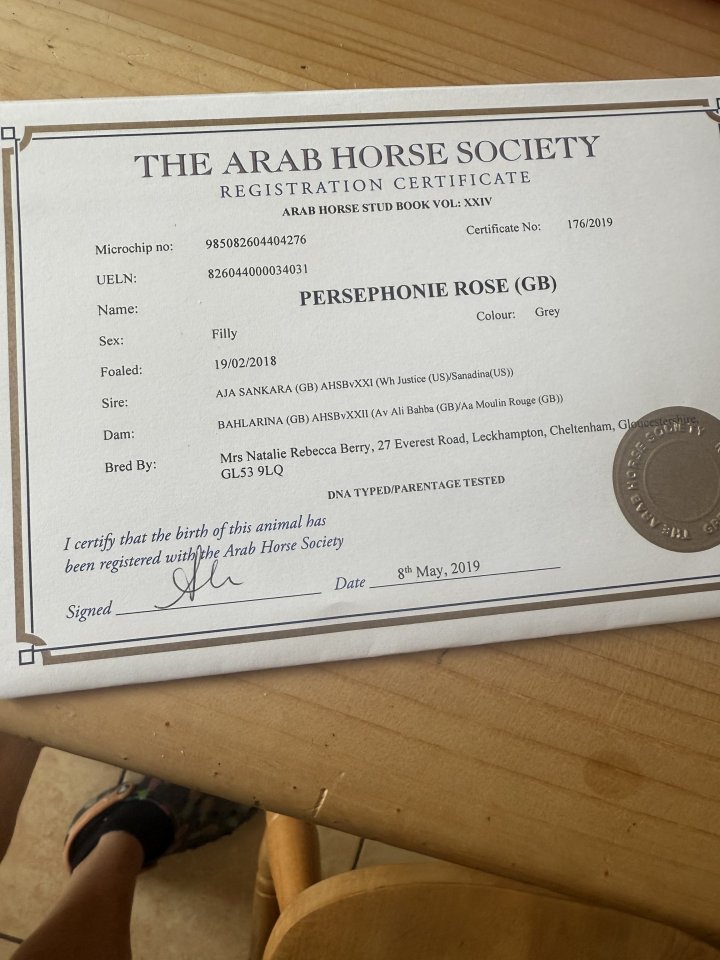 THE ARAB HORSE SOCIETY
REGISTRATION CERTIFICATE
ARAB HORSE STUD BOOK VOL: XXIV
Microchip no: 985082604404276 Certificate No: 176/2019
UELN: 826044000034031
Name: PERSEPHONIE ROSE (GB)
Sex: Filly Colour: Grey
Foaled: 19/02/2018
Sire: AJA SANKARA (GB) AHSBvXXI (Wh Justice (US)/Sanadina(US))
Dam: BAHLARINA (GB) AHSBvXXII (Av Ali Bahba (GB)/Aa Moulin Rouge (GB))
Bred By: Mrs Natalie Rebecca Berry, 27 Everest Road, Leckhampton, Cheltenham, Gloucestershire,
GL53 9LQ
DNA TYPED/PARENTAGE TESTED
I certify that the birth of this animal has
been registered with the Arab Horse Society
Signed Date 8th May, 2019
THE ARAB HORSE SOCIETY